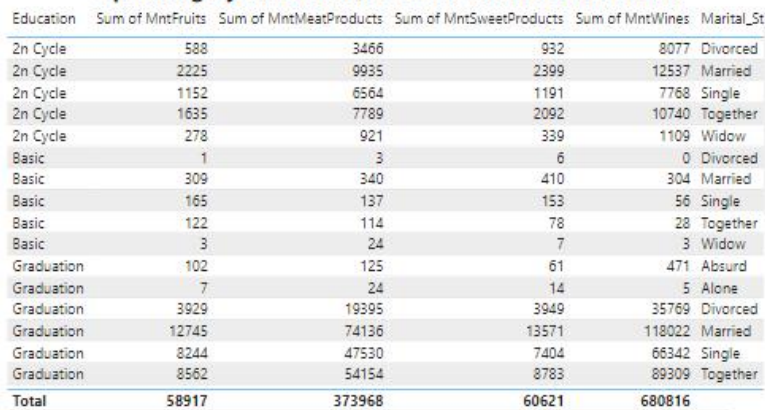 Education Sum of MntFruits Sum of MntMeatProducts Sum of MntSweetProducts Sum of MntWines Marital_St
2n Cycle 588 3466 932 8077 Divorced
2n Cycle 2225 9935 2399 12537 Married
2n Cycle 1152 6564 1191 7768 Single
2n Cycle 1635 7789 2092 10740 Together
2n Cycle 278 921 339 1109 Widow
Basic 1 3 6 0 Divorced
Basic 309 340 410 304 Married
Basic 165 137 153 56 Single
Basic 122 114 78 28 Together
Basic 3 24 7 3 Widow
Graduation 102 125 61 471 Absurd
Graduation 7 24 14 5 Alone
Graduation 3929 19395 3949 35769 Divorced
Graduation 12745 74136 13571 118022 Married
Graduation 8244 47530 7404 66342 Single
Graduation 8562 54154 8783 89309 Together
Total 58917 373968 60621 680816